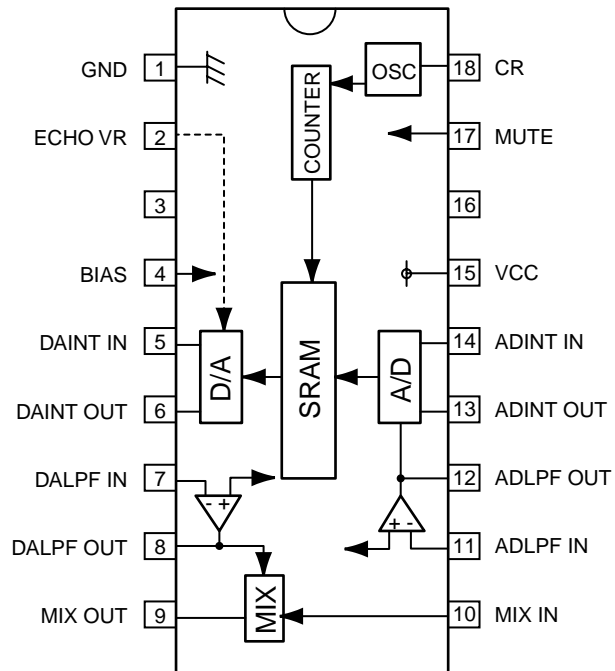 GND 1
18 CR
OSC
COUNTER
ECHO VR 2
17 MUTE
3
16
BIAS 4
15 VCC
DAINT IN 5
14 ADINT IN
D/A
SRAM
A/D
DAINT OUT 6
13 ADINT OUT
DALPF IN 7
12 ADLPF OUT
- +
+ -
DALPF OUT 8
11 ADLPF IN
MIX
MIX OUT 9
10 MIX IN